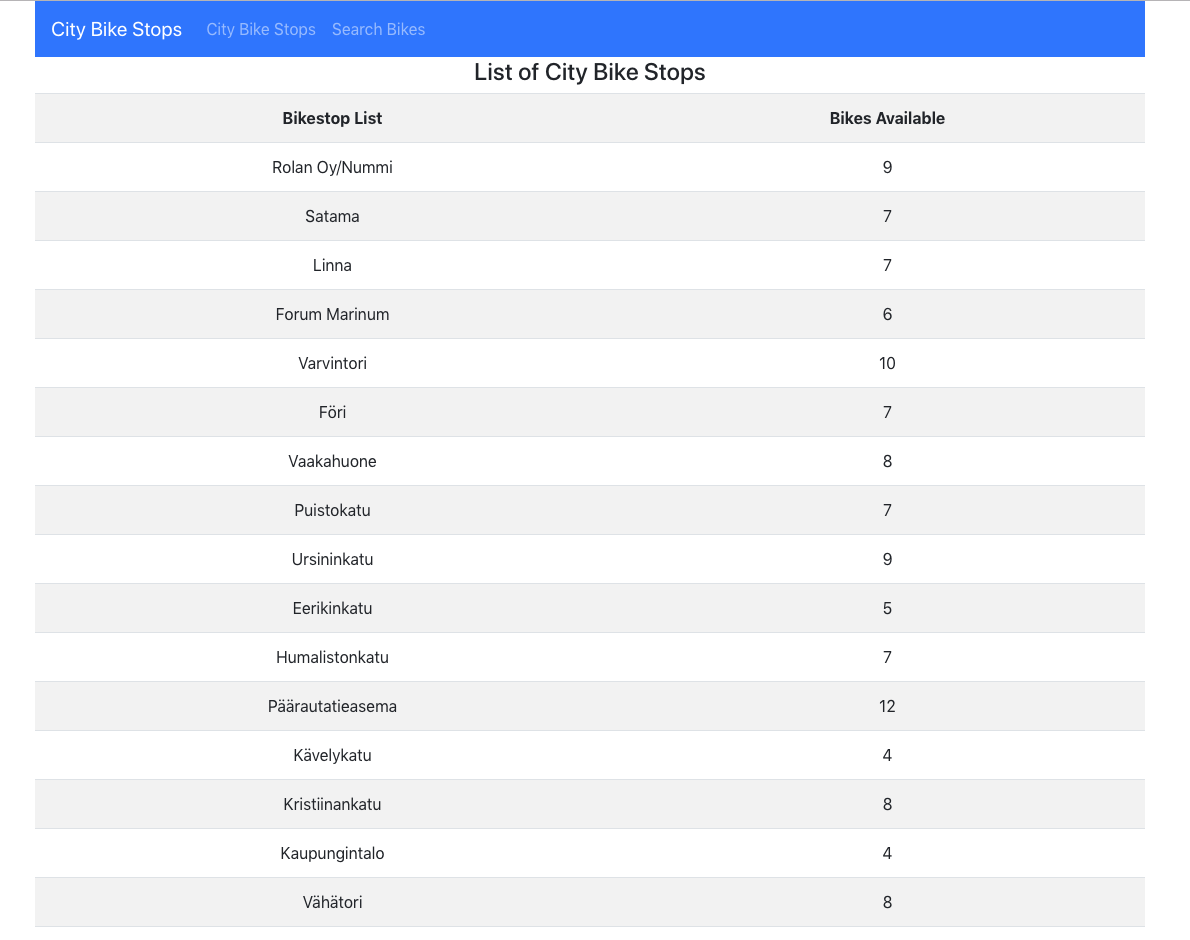 City Bike Stops City Bike Stops Search Bikes
List of City Bike Stops
Bikestop List Bikes Available
Rolan Oy/Nummi 9
Satama 7
Linna 7
Forum Marinum 6
Varvintori 10
Föri 7
Vaakahuone 8
Puistokatu 7
Ursininkatu 9
Eerikinkatu 5
Humalistonkatu 7
Päärautatieasema 12
Kävelykatu 4
Kristiinankatu 8
Kaupungintalo 4
Vähätori 8